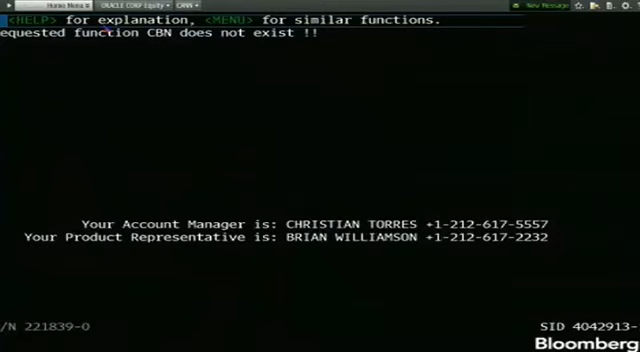 Home Menu ORACLE CORP Equity CANN New Message
<HELP> for explanation, <MENU> for similar functions.
equested function CBN does not exist !!
Your Account Manager is: CHRISTIAN TORRES +1-212-617-5557
Your Product Representative is: BRIAN WILLIAMSON +1-212-617-2232
/N 221839-0 SID 4042913-
Bloomberg